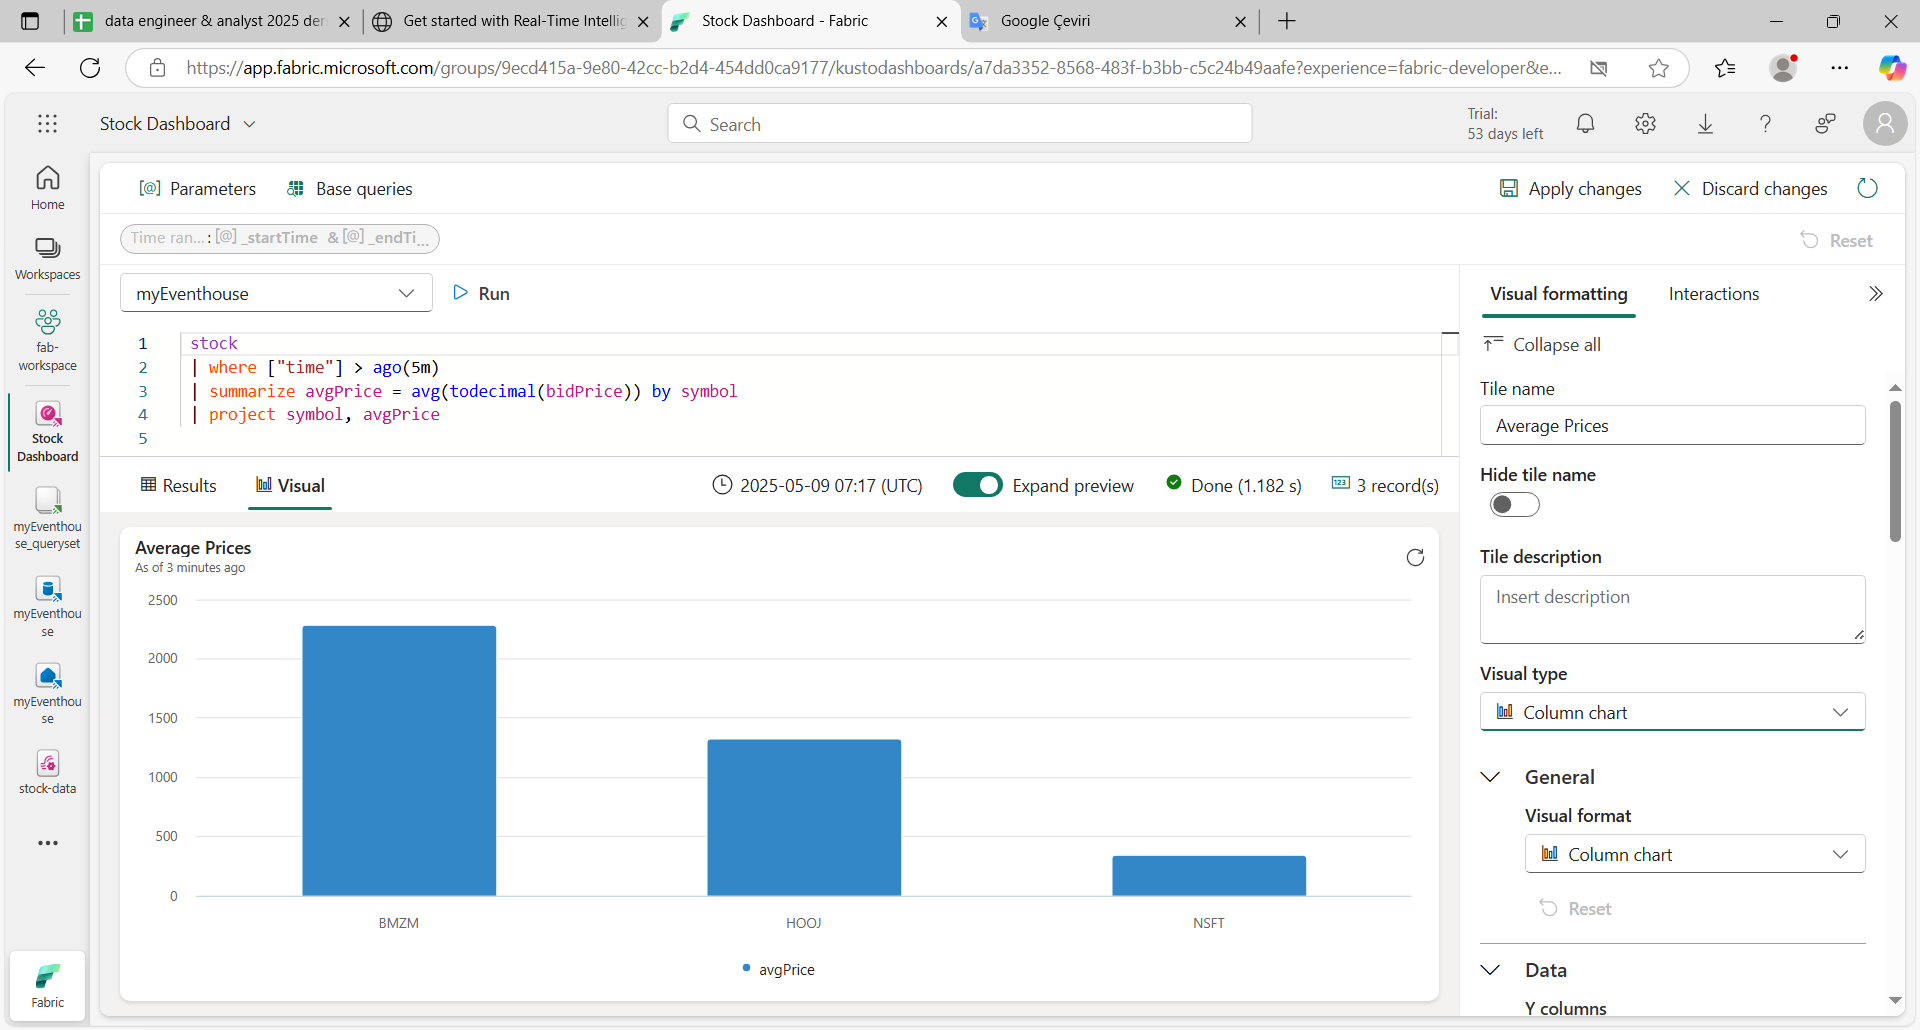 data engineer & analyst 2025 der
Get started with Real-Time Intellig
Stock Dashboard - Fabric
Google Çeviri
https://app.fabric.microsoft.com/groups/9ecd415a-9e80-42cc-b2d4-454dd0ca9177/kustodashboards/a7da3352-8568-483f-b3bb-c5c24b49aafe?experience=fabric-developer&e...
Stock Dashboard
Search
Trial:
53 days left
Home
Workspaces
fab-
workspace
Stock
Dashboard
myEventhou
se_queryset
myEventhou
se
myEventhou
se
stock-data
Fabric
Parameters
Base queries
Apply changes
Discard changes
Time ran... : [@] _startTime & [@] _endTi...
Reset
myEventhouse
Run
1 stock
2 | where ["time"] > ago(5m)
3 | summarize avgPrice = avg(todecimal(bidPrice)) by symbol
4 | project symbol, avgPrice
5
Results
Visual
2025-05-09 07:17 (UTC)
Expand preview
Done (1.182 s)
3 record(s)
Average Prices
As of 3 minutes ago
2500
2000
1500
1000
500
0
BMZM
HOOJ
NSFT
avgPrice
Visual formatting
Interactions
Collapse all
Tile name
Average Prices
Hide tile name
Tile description
Insert description
Visual type
Column chart
General
Visual format
Column chart
Reset
Data
Y columns